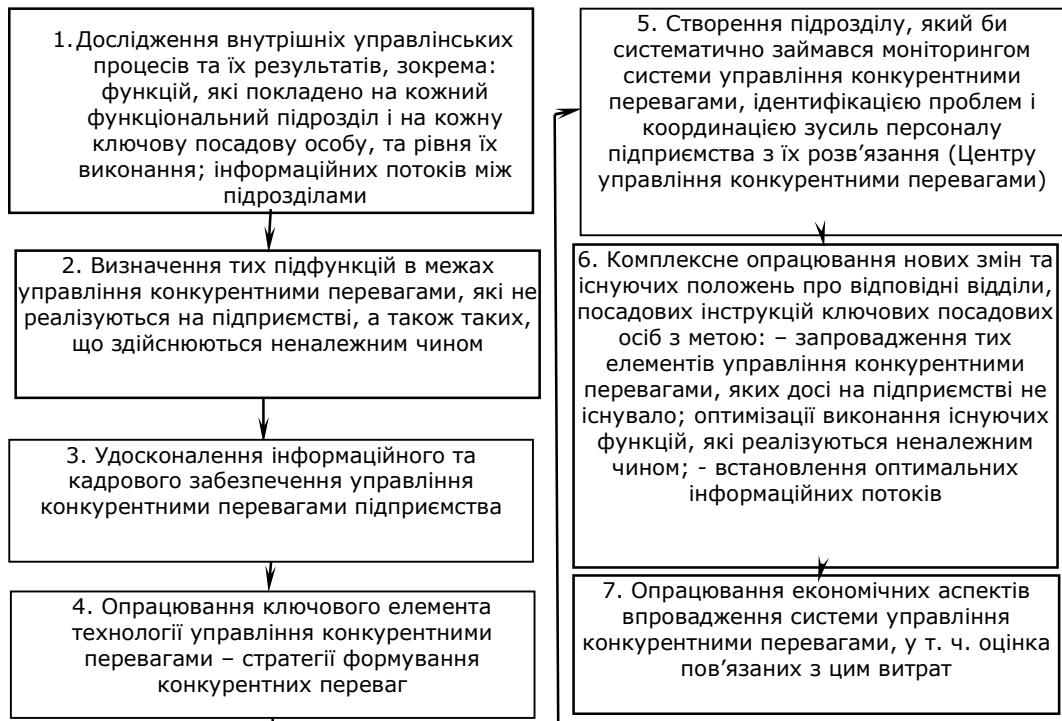 1. Дослідження внутрішніх управлінських
процесів та їх результатів, зокрема:
функцій, які покладено на кожний
функціональний підрозділ і на кожну
ключову посадову особу, та рівня їх
виконання; інформаційних потоків між
підрозділами
2. Визначення тих підфункцій в межах
управління конкурентними перевагами, які не
реалізуються на підприємстві, а також таких,
що здійснюються неналежним чином
3. Удосконалення інформаційного та
кадрового забезпечення управління
конкурентними перевагами підприємства
4. Опрацювання ключового елемента
технології управління конкурентними
перевагами – стратегії формування
конкурентних переваг
5. Створення підрозділу, який би
систематично займався моніторингом
системи управління конкурентними
перевагами, ідентифікацією проблем і
координацією зусиль персоналу
підприємства з їх розв’язання (Центру
управління конкурентними перевагами)
6. Комплексне опрацювання нових змін та
існуючих положень про відповідні відділи,
посадових інструкцій ключових посадових
осіб з метою: – запровадження тих
елементів управління конкурентними
перевагами, яких досі на підприємстві не
існувало; оптимізації виконання існуючих
функцій, які реалізуються неналежним
чином; - встановлення оптимальних
інформаційних потоків
7. Опрацювання економічних аспектів
впровадження системи управління
конкурентними перевагами, у т. ч. оцінка
пов’язаних з цим витрат